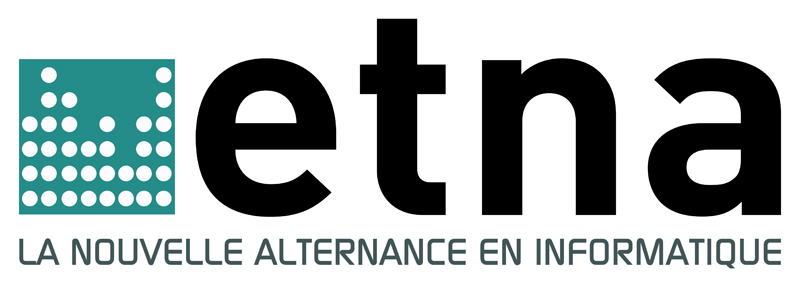 etna
LA NOUVELLE ALTERNANCE EN INFORMATIQUE